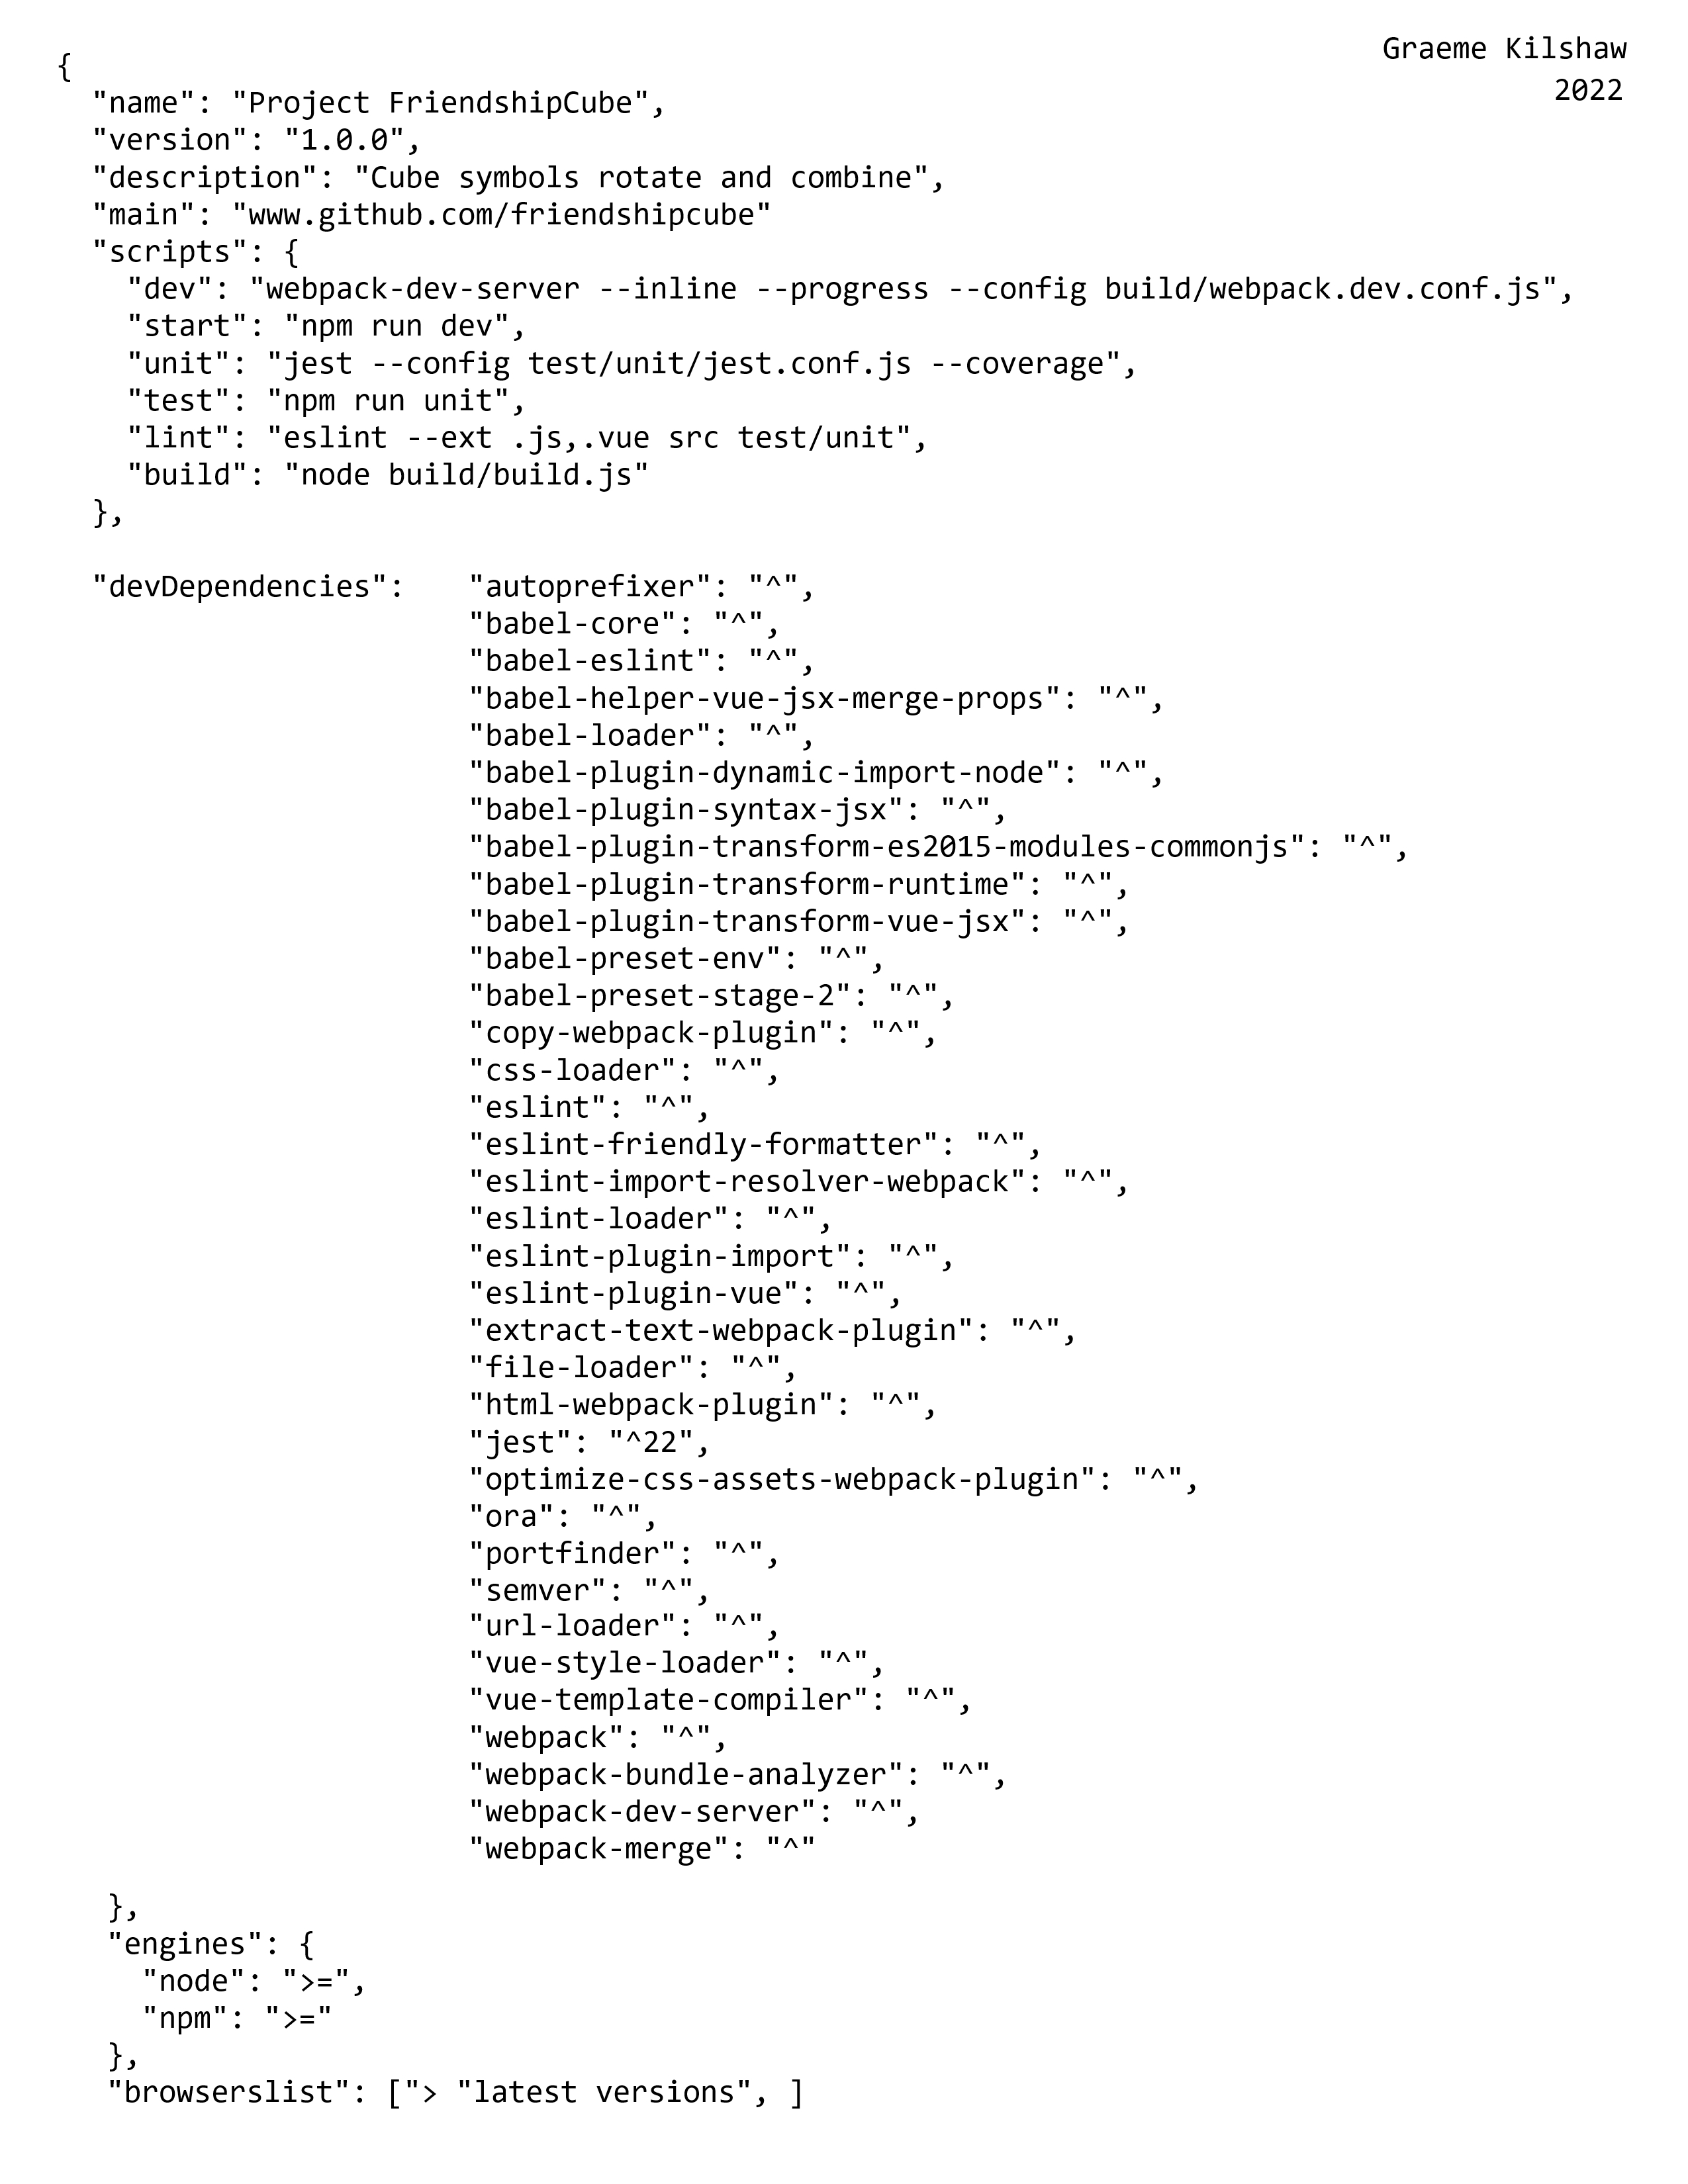 Graeme Kilshaw
2022
{
"name": "Project FriendshipCube",
"version": "1.0.0",
"description": "Cube symbols rotate and combine",
"main": "www.github.com/friendshipcube"
"scripts": {
"dev": "webpack-dev-server --inline --progress --config build/webpack.dev.conf.js",
"start": "npm run dev",
"unit": "jest --config test/unit/jest.conf.js --coverage",
"test": "npm run unit",
"lint": "eslint --ext .js,.vue src test/unit",
"build": "node build/build.js"
},
"devDependencies": "autoprefixer": "^",
"babel-core": "^",
"babel-eslint": "^",
"babel-helper-vue-jsx-merge-props": "^",
"babel-loader": "^",
"babel-plugin-dynamic-import-node": "^",
"babel-plugin-syntax-jsx": "^",
"babel-plugin-transform-es2015-modules-commonjs": "^",
"babel-plugin-transform-runtime": "^",
"babel-plugin-transform-vue-jsx": "^",
"babel-preset-env": "^",
"babel-preset-stage-2": "^",
"copy-webpack-plugin": "^",
"css-loader": "^",
"eslint": "^",
"eslint-friendly-formatter": "^",
"eslint-import-resolver-webpack": "^",
"eslint-loader": "^",
"eslint-plugin-import": "^",
"eslint-plugin-vue": "^",
"extract-text-webpack-plugin": "^",
"file-loader": "^",
"html-webpack-plugin": "^",
"jest": "^22",
"optimize-css-assets-webpack-plugin": "^",
"ora": "^",
"portfinder": "^",
"semver": "^",
"url-loader": "^",
"vue-style-loader": "^",
"vue-template-compiler": "^",
"webpack": "^",
"webpack-bundle-analyzer": "^",
"webpack-dev-server": "^",
"webpack-merge": "^"
},
"engines": {
"node": ">=",
"npm": ">="
},
"browserslist": ["> "latest versions", ]